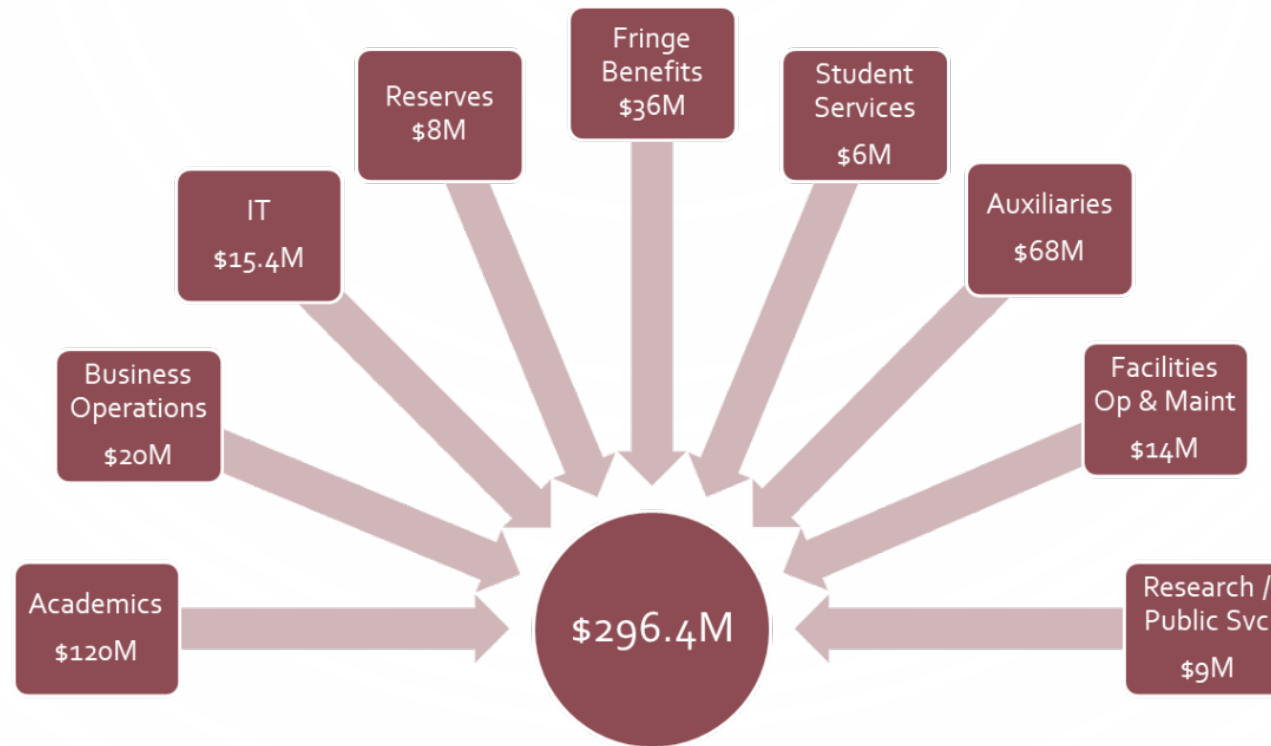 Fringe
Benefits
$36M
Reserves
$8M
Student
Services
$6M
IT
$15.4M
Auxiliaries
$68M
Business
Operations
$20M
Facilities
Op & Maint
$14M
Academics
$120M
$296.4M
Research /
Public Svc
$9M